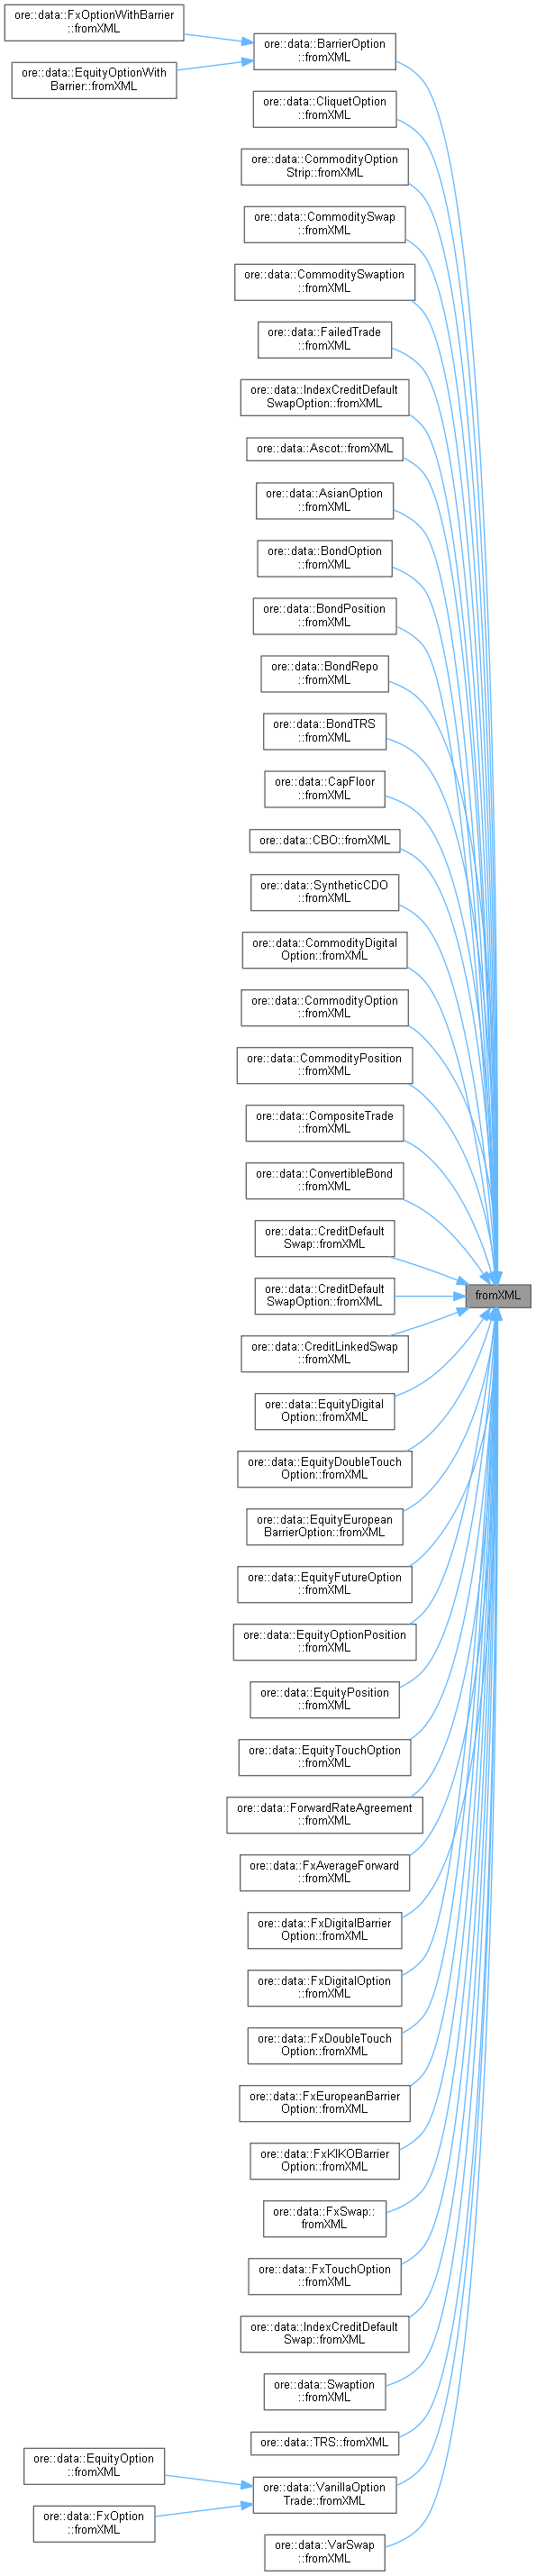 ore::data::FxOptionWithBarrier
::fromXML
ore::data::EquityOptionWith
Barrier::fromXML
ore::data::BarrierOption
::fromXML
ore::data::CliquetOption
::fromXML
ore::data::CommodityOption
Strip::fromXML
ore::data::CommoditySwap
::fromXML
ore::data::CommoditySwaption
::fromXML
ore::data::FailedTrade
::fromXML
ore::data::IndexCreditDefault
SwapOption::fromXML
ore::data::Ascot::fromXML
ore::data::AsianOption
::fromXML
ore::data::BondOption
::fromXML
ore::data::BondPosition
::fromXML
ore::data::BondRepo
::fromXML
ore::data::BondTRS
::fromXML
ore::data::CapFloor
::fromXML
ore::data::CBO::fromXML
ore::data::SyntheticCDO
::fromXML
ore::data::CommodityDigital
Option::fromXML
ore::data::CommodityOption
::fromXML
ore::data::CommodityPosition
::fromXML
ore::data::CompositeTrade
::fromXML
ore::data::ConvertibleBond
::fromXML
ore::data::CreditDefault
Swap::fromXML
ore::data::CreditDefault
SwapOption::fromXML
fromXML
ore::data::CreditLinkedSwap
::fromXML
ore::data::EquityDigital
Option::fromXML
ore::data::EquityDoubleTouch
Option::fromXML
ore::data::EquityEuropean
BarrierOption::fromXML
ore::data::EquityFutureOption
::fromXML
ore::data::EquityOptionPosition
::fromXML
ore::data::EquityPosition
::fromXML
ore::data::EquityTouchOption
::fromXML
ore::data::ForwardRateAgreement
::fromXML
ore::data::FxAverageForward
::fromXML
ore::data::FxDigitalBarrier
Option::fromXML
ore::data::FxDigitalOption
::fromXML
ore::data::FxDoubleTouch
Option::fromXML
ore::data::FxEuropeanBarrier
Option::fromXML
ore::data::FxKIKOBarrier
Option::fromXML
ore::data::FxSwap::
fromXML
ore::data::FxTouchOption
::fromXML
ore::data::IndexCreditDefault
Swap::fromXML
ore::data::Swaption
::fromXML
ore::data::TRS::fromXML
ore::data::EquityOption
::fromXML
ore::data::FxOption
::fromXML
ore::data::VanillaOption
Trade::fromXML
ore::data::VarSwap
::fromXML